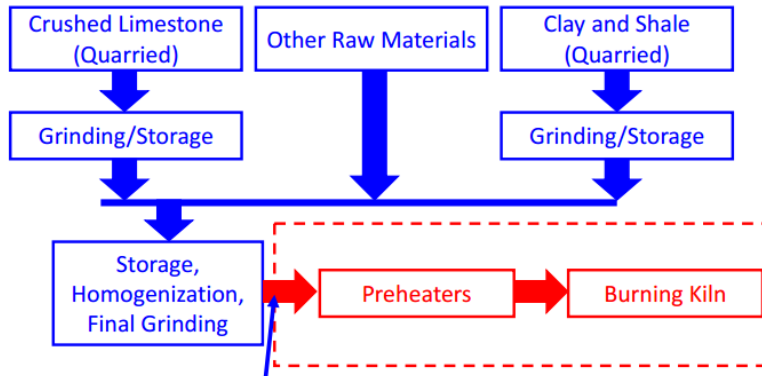 Crushed Limestone
(Quarried)
Other Raw Materials
Clay and Shale
(Quarried)
Grinding/Storage
Grinding/Storage
Storage,
Homogenization,
Final Grinding
Preheaters
Burning Kiln